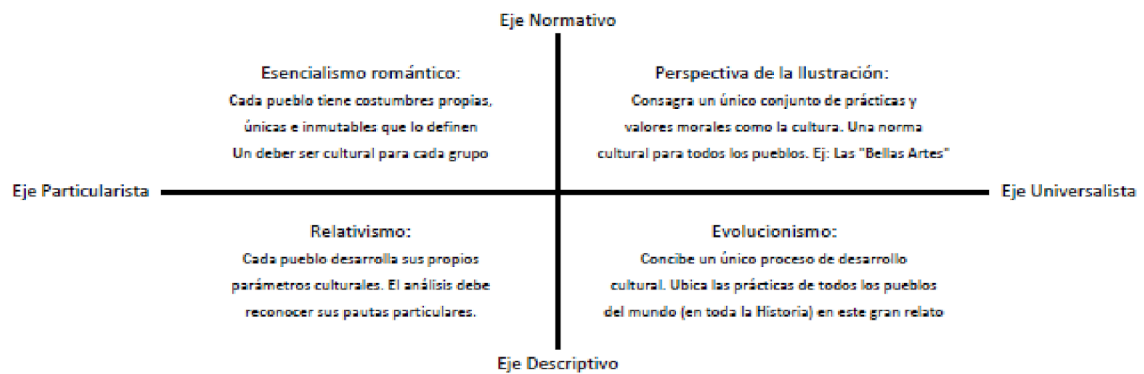 Eje Normativo
Esencialismo romántico:
Cada pueblo tiene costumbres propias,
únicas e inmutables que lo definen
Un deber ser cultural para cada grupo
Perspectiva de la Ilustración:
Consagra un único conjunto de prácticas y
valores morales como la cultura. Una norma
cultural para todos los pueblos. Ej: Las "Bellas Artes"
Eje Particularista
Eje Universalista
Relativismo:
Cada pueblo desarrolla sus propios
parámetros culturales. El análisis debe
reconocer sus pautas particulares.
Evolucionismo:
Concibe un único proceso de desarrollo
cultural. Ubica las prácticas de todos los pueblos
del mundo (en toda la Historia) en este gran relato
Eje Descriptivo